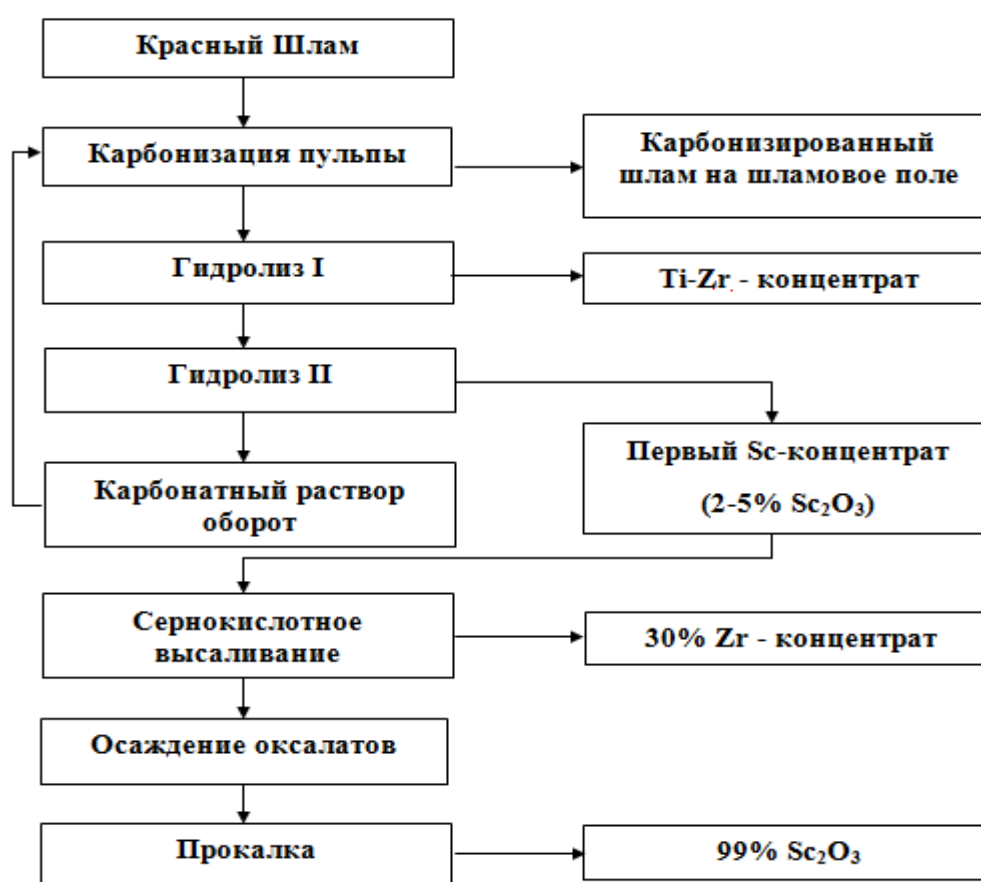 Красный Шлам
Карбонизация пульпы
Карбонизированный
шлам на шламовое поле
Гидролиз I
Ti-Zr - концентрат
Гидролиз II
Первый Sc-концентрат
(2-5% Sc₂O₃)
Карбонатный раствор
оборот
Сернокислотное
высаливание
30% Zr - концентрат
Осаждение оксалатов
Прокалка
99% Sc₂O₃